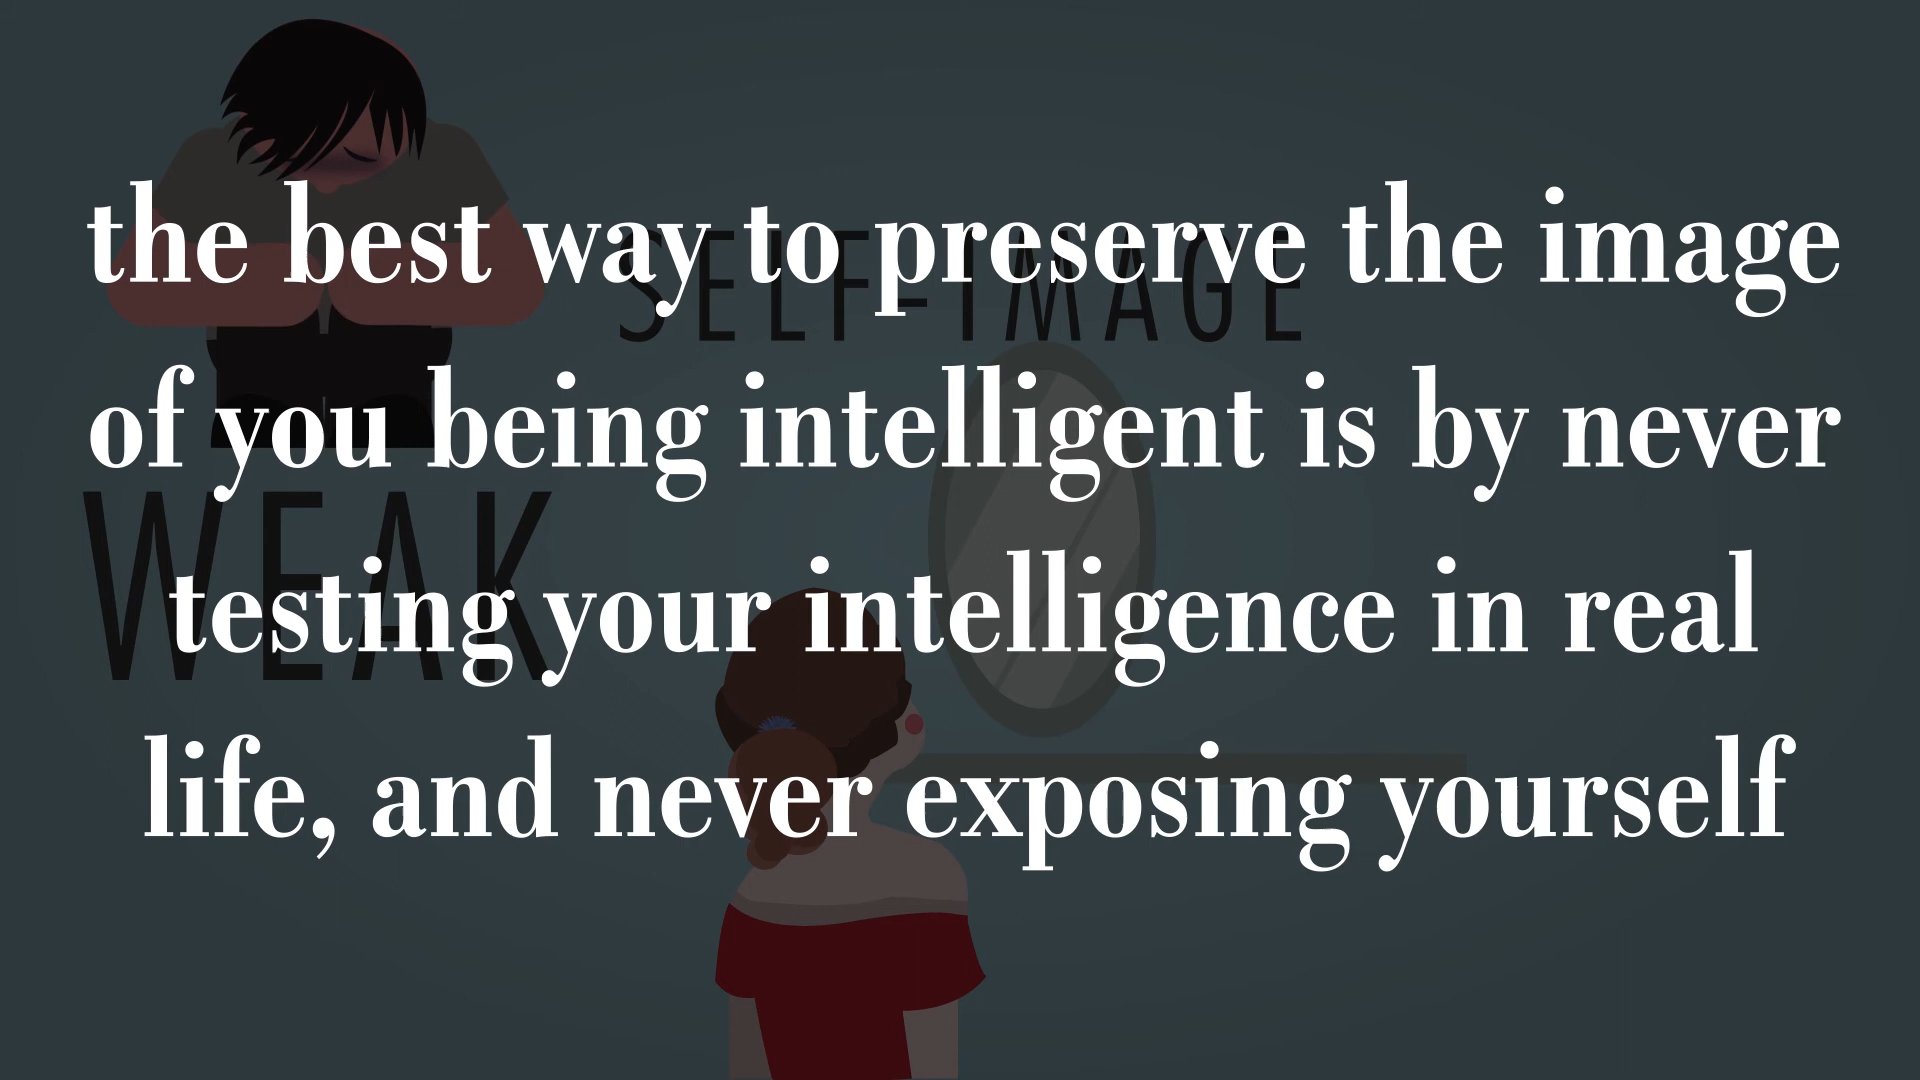 the best way to preserve the image
of you being intelligent is by never
testing your intelligence in real
life, and never exposing yourself
SELF-IMAGE
WEAK